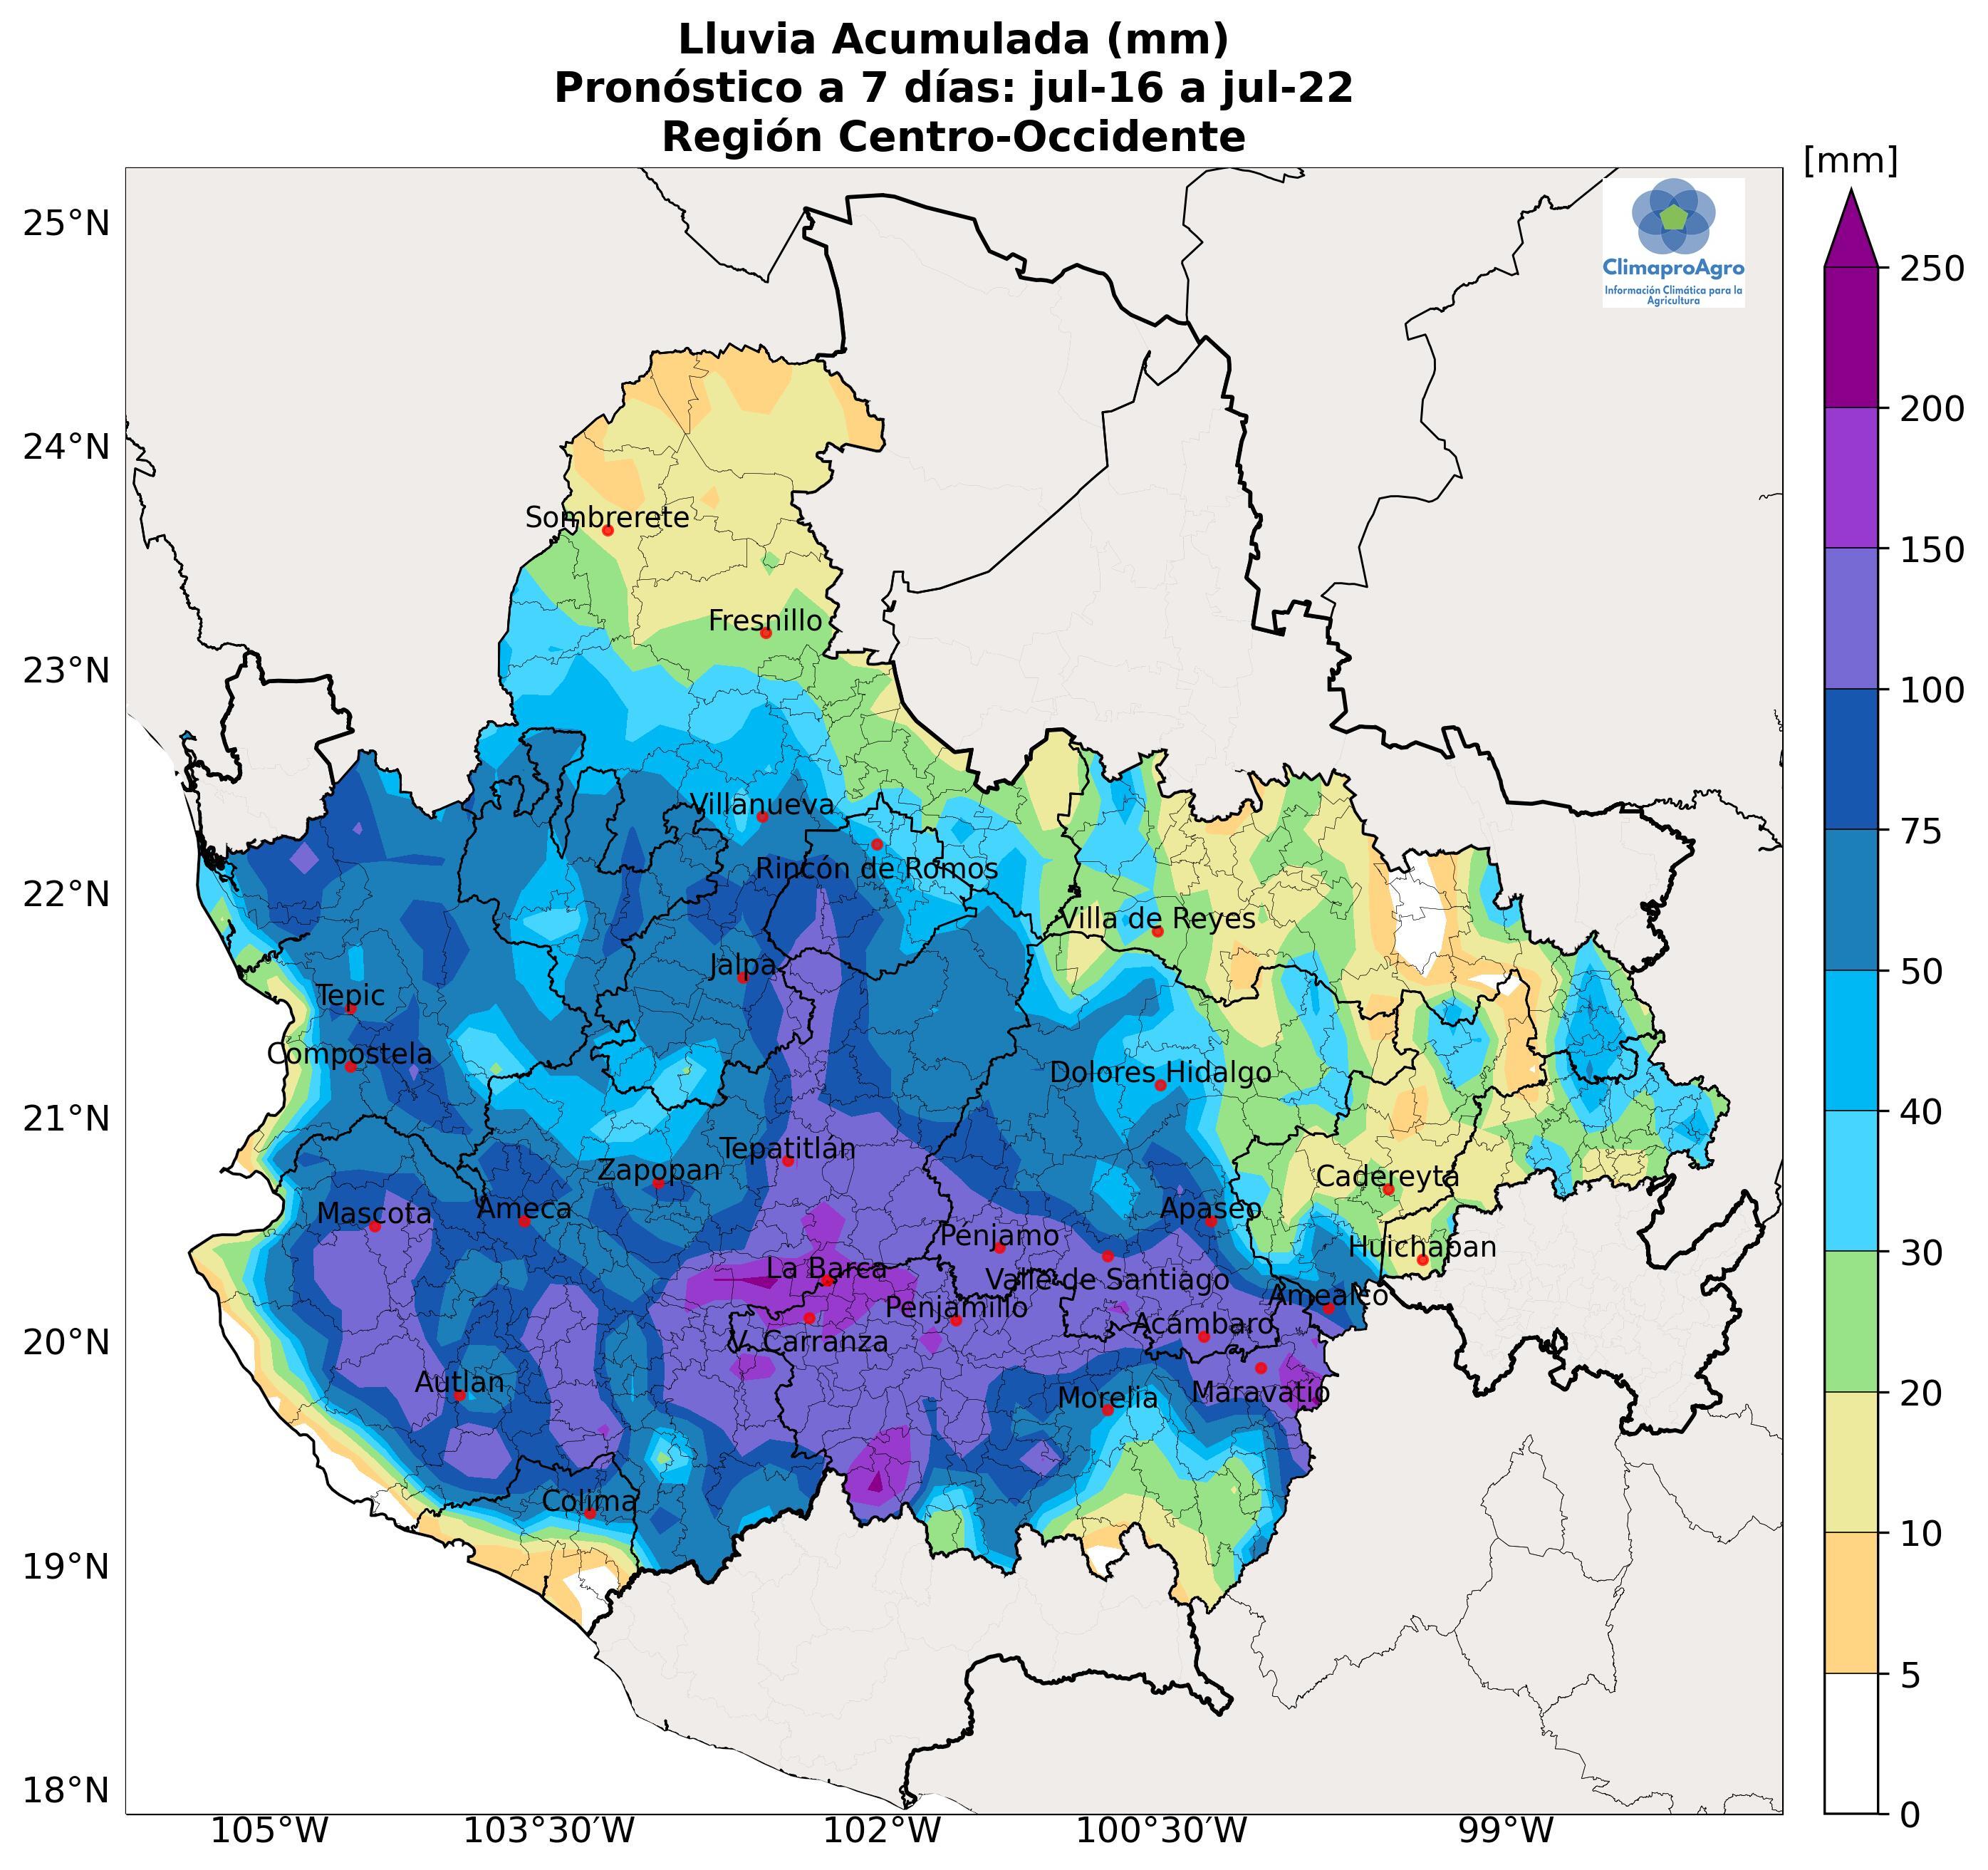 Lluvia Acumulada (mm)
Pronóstico a 7 días: jul-16 a jul-22
Región Centro-Occidente
[mm]
ClimaproAgro
Información Climática para la
Agricultura
25°N
24°N
23°N
22°N
21°N
20°N
19°N
18°N
250
200
150
100
75
50
40
30
20
10
5
0
Sombrerete
Fresnillo
Villanueva
Rincón de Romos
Villa de Reyes
Jalpa
Tepic
Compostela
Dolores Hidalgo
Tepatitlán
Zapopan
Cadereyta
Mascota
Ameca
Apaseo
Pénjamo
Huichapan
La Barca
Valle de Santiago
Amealco
Penjamillo
Acámbaro
V. Carranza
Autlán
Morelia
Maravatío
Colima
105°W
103°30'W
102°W
100°30'W
99°W